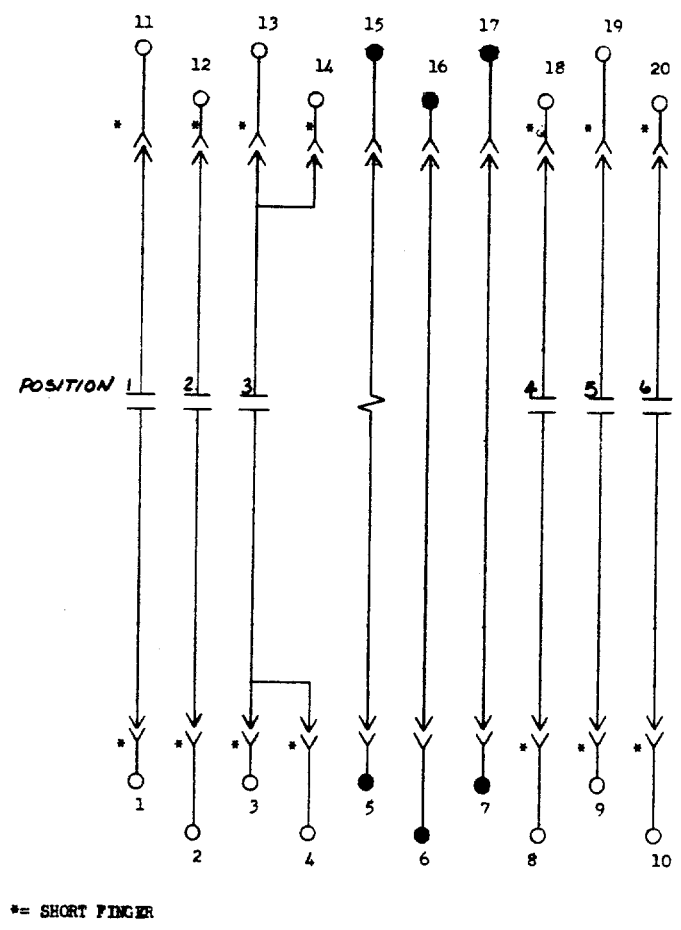 11 13 15 17 19
12 14 16 18 20
* * * * * * *
POSITION 1 2 3 4 5 6
* * * * * * *
1 3 5 7 9
2 4 6 8 10
*= SHORT FINGER